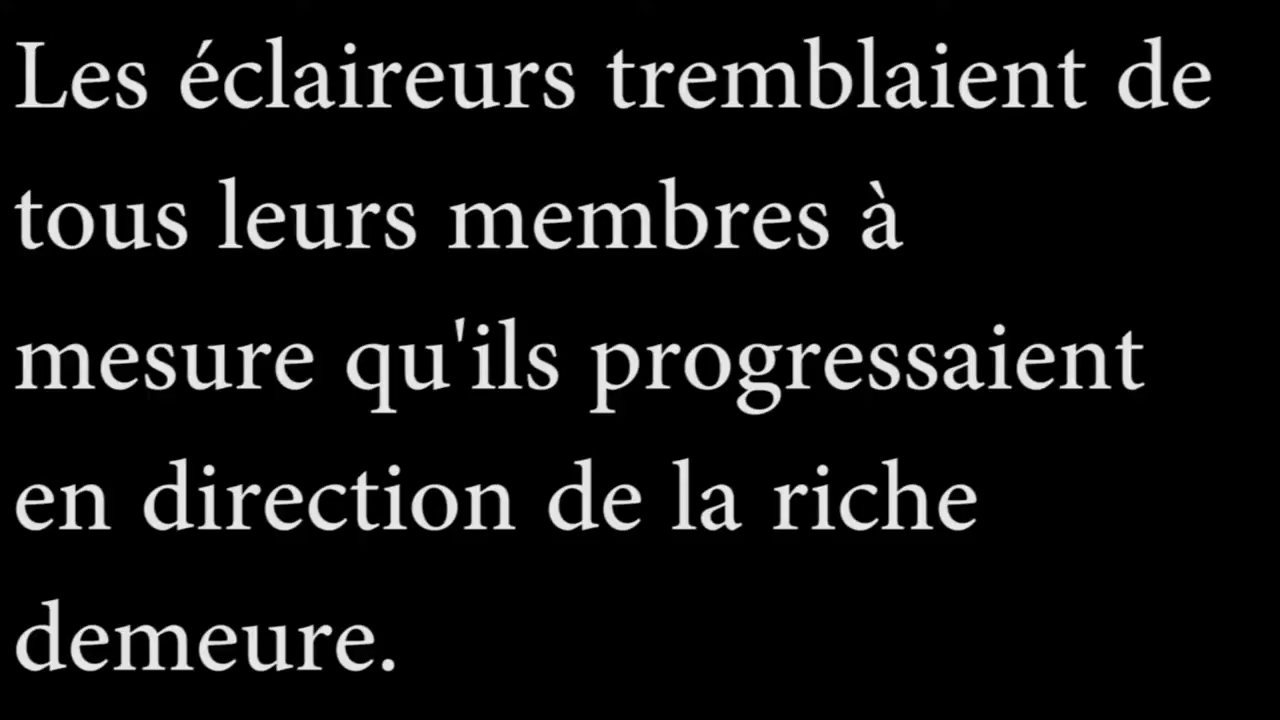 Les éclaireurs tremblaient de
tous leurs membres à
mesure qu'ils progressaient
en direction de la riche
demeure.